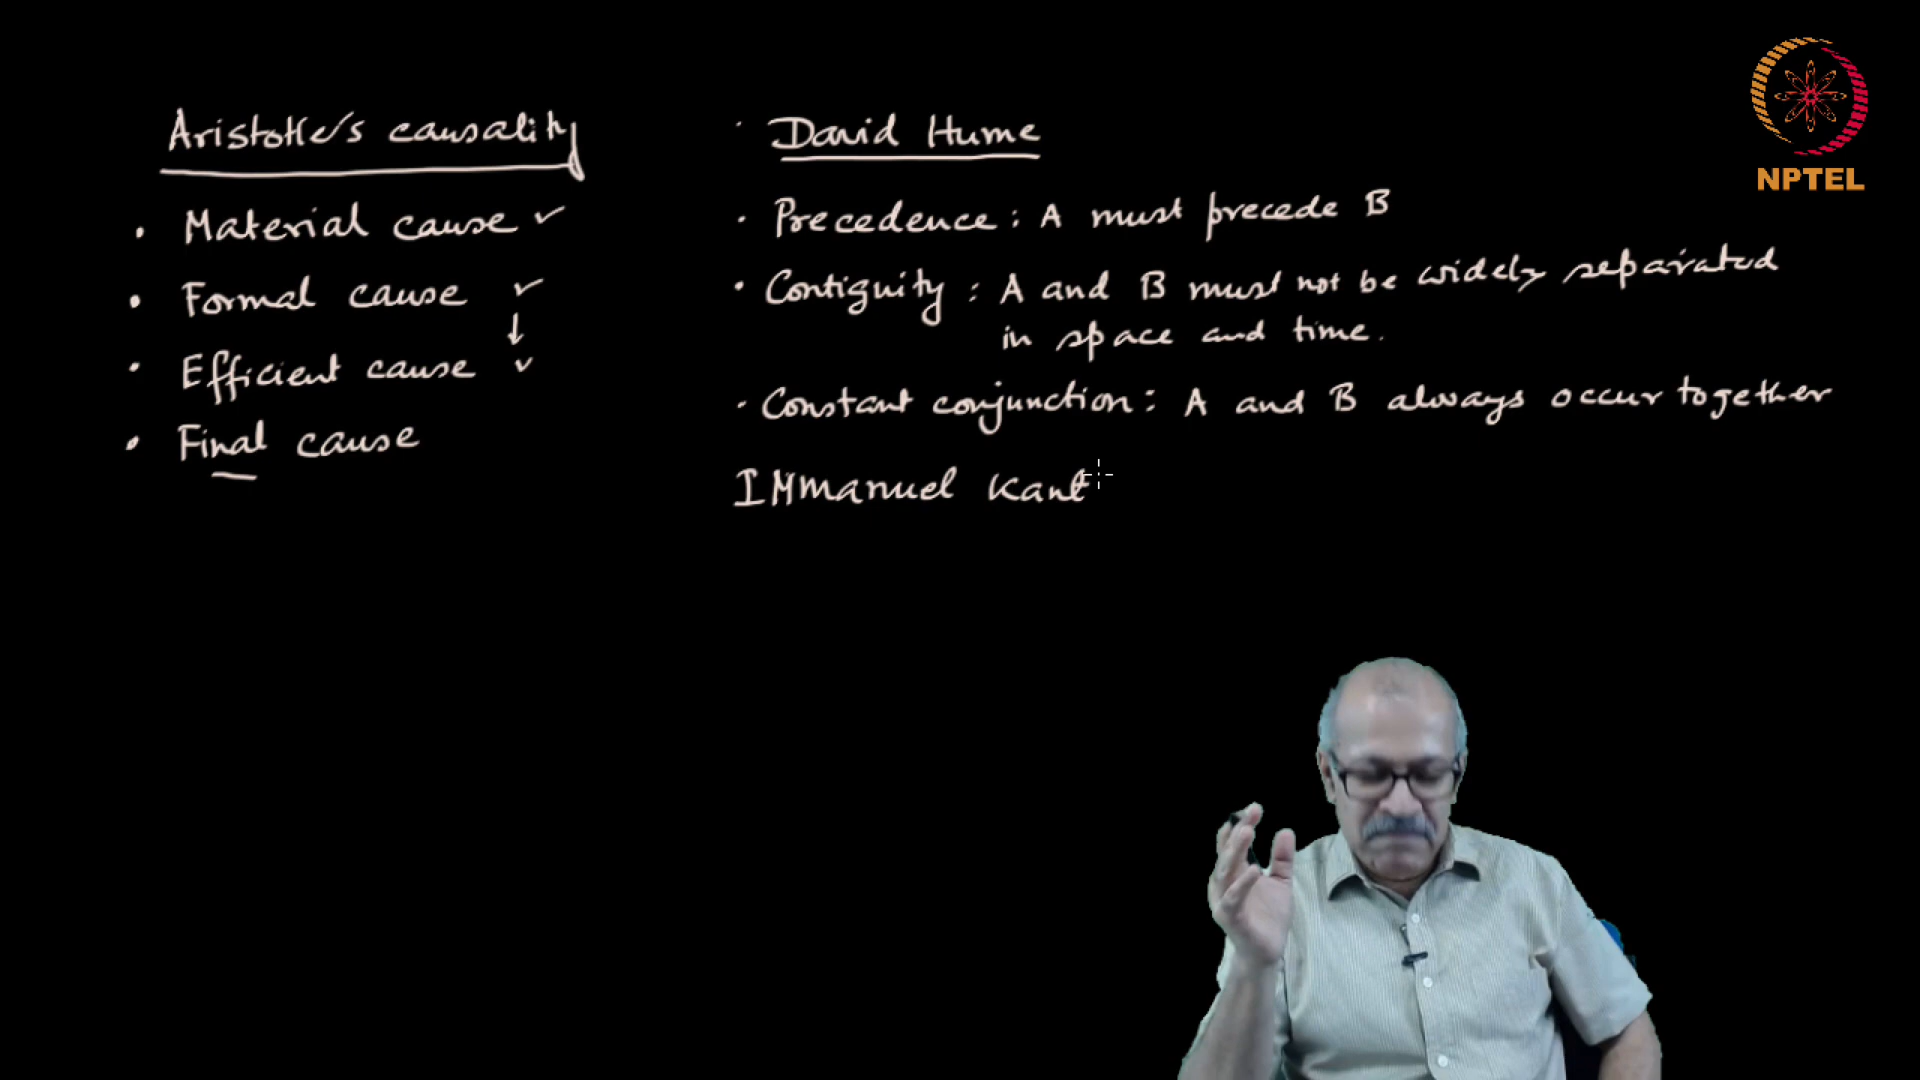 Aristotle's causality
• Material cause ✓
• Formal cause ✓
↓
• Efficient cause ✓
• Final cause
• David Hume
• Precedence: A must precede B
• Contiguity: A and B must not be widely separated
in space and time.
• Constant conjunction: A and B always occur together
Immanuel Kant
NPTEL